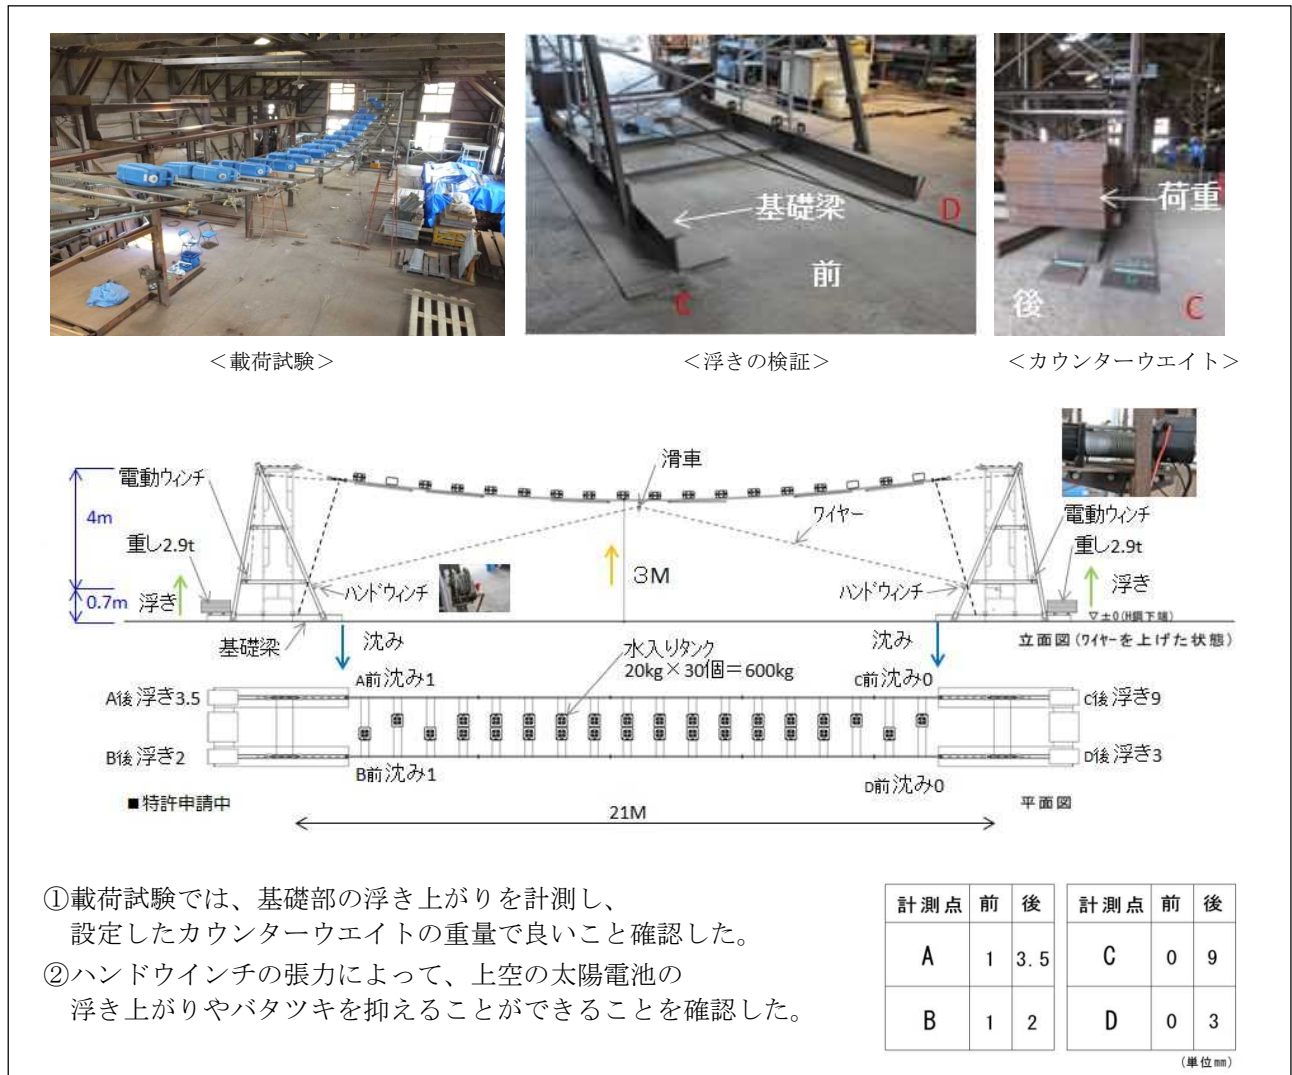 基礎梁
前
C
D
荷重
後
C
＜載荷試験＞
＜浮きの検証＞
＜カウンターウエイト＞
滑車
電動ウィンチ
ワイヤー
電動ウィンチ
4m
重し2.9t
重し2.9t
3M
ハンドウィンチ
ハンドウィンチ
0.7m
浮き
浮き
▽±0(H鋼下端)
基礎梁
沈み
沈み
立面図(ワイヤーを上げた状態)
水入りタンク
20kg×30個＝600kg
A前沈み1
C前沈み0
A後浮き3.5
C後浮き9
B後浮き2
D後浮き3
B前沈み1
D前沈み0
■特許申請中
21M
平面図
①載荷試験では、基礎部の浮き上がりを計測し、
設定したカウンターウエイトの重量で良いこと確認した。
②ハンドウインチの張力によって、上空の太陽電池の
浮き上がりやバタツキを抑えることができることを確認した。
計測点 前 後 計測点 前 後
A 1 3.5 C 0 9
B 1 2 D 0 3
(単位㎜)